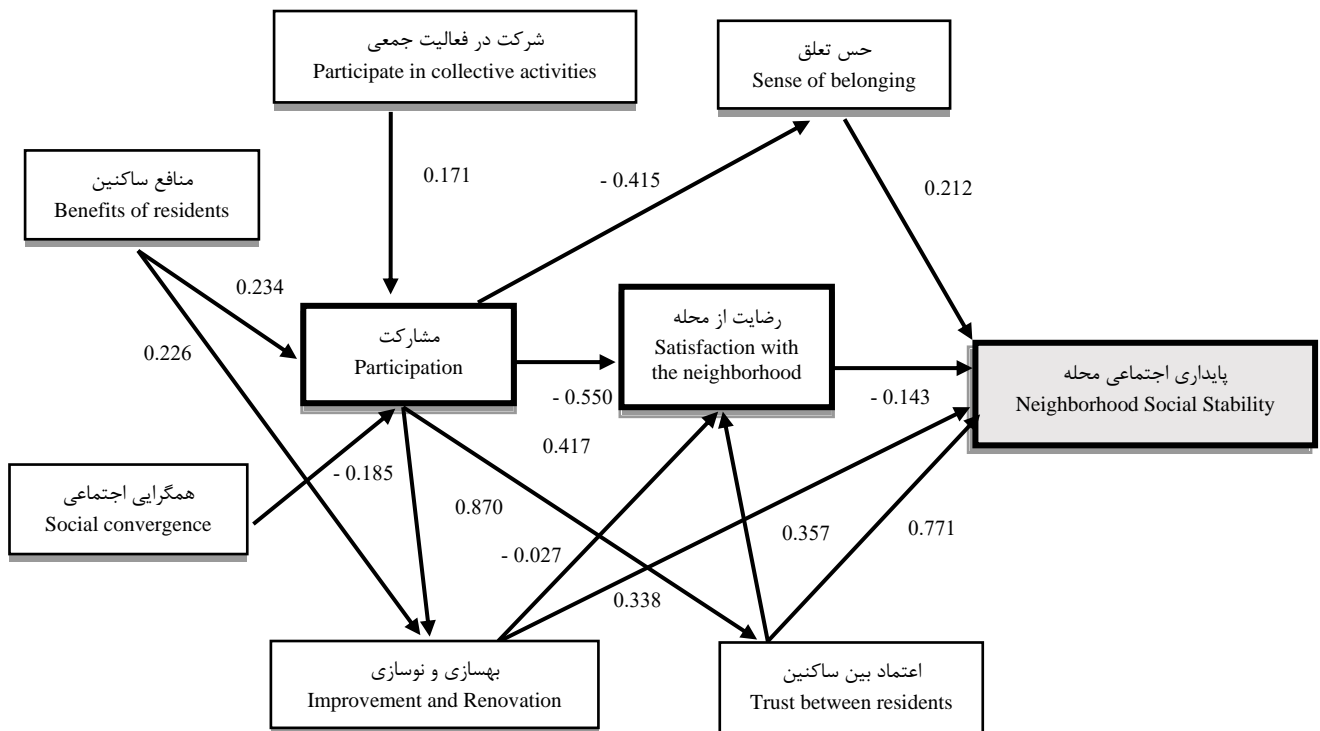 شرکت در فعالیت جمعی
Participate in collective activities
حس تعلق
Sense of belonging
منافع ساکنین
Benefits of residents
0.171
- 0.415
0.212
0.234
0.226
مشارکت
Participation
رضایت از محله
Satisfaction with
the neighborhood
پایداری اجتماعی محله
Neighborhood Social Stability
- 0.550
- 0.143
0.417
همگرایی اجتماعی
Social convergence
- 0.185
0.870
- 0.027
0.357
0.771
0.338
بهسازی و نوسازی
Improvement and Renovation
اعتماد بین ساکنین
Trust between residents